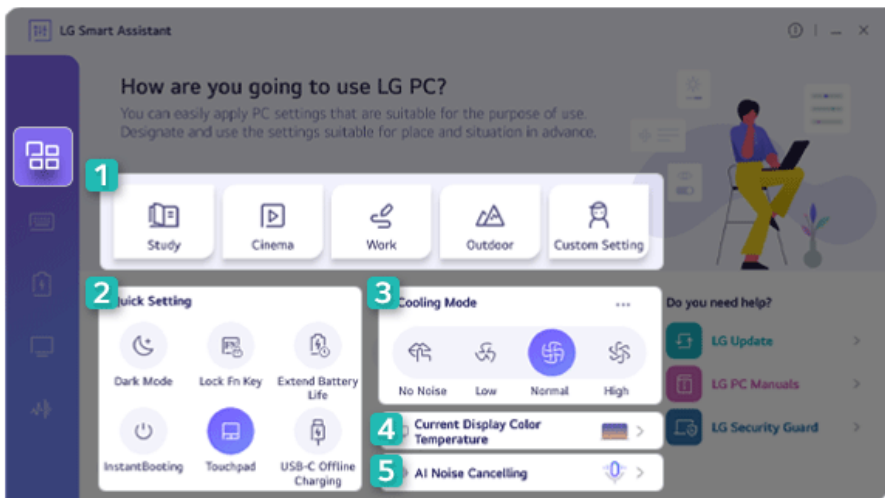 LG Smart Assistant
How are you going to use LG PC?
You can easily apply PC settings that are suitable for the purpose of use.
Designate and use the settings suitable for place and situation in advance.
1
Study
Cinema
Work
Outdoor
Custom Setting
2
Quick Setting
Dark Mode
Lock Fn Key
Extend Battery
Life
InstantBooting
Touchpad
USB-C Offline
Charging
3
Cooling Mode
No Noise
Low
Normal
High
4
Current Display Color
Temperature
5
AI Noise Cancelling
Do you need help?
LG Update
LG PC Manuals
LG Security Guard